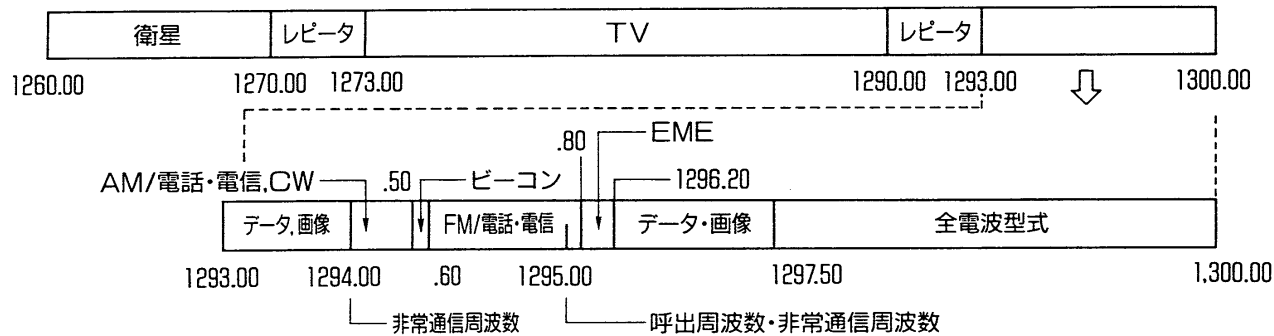 衛星 レピータ TV レピータ
1260.00 1270.00 1273.00 1290.00 1293.00 1300.00
.80 EME
AM/電話・電信,CW .50 ビーコン 1296.20
データ,画像 FM/電話・電信 データ・画像 全電波型式
1293.00 1294.00 .60 1295.00 1297.50 1,300.00
非常通信周波数 呼出周波数・非常通信周波数